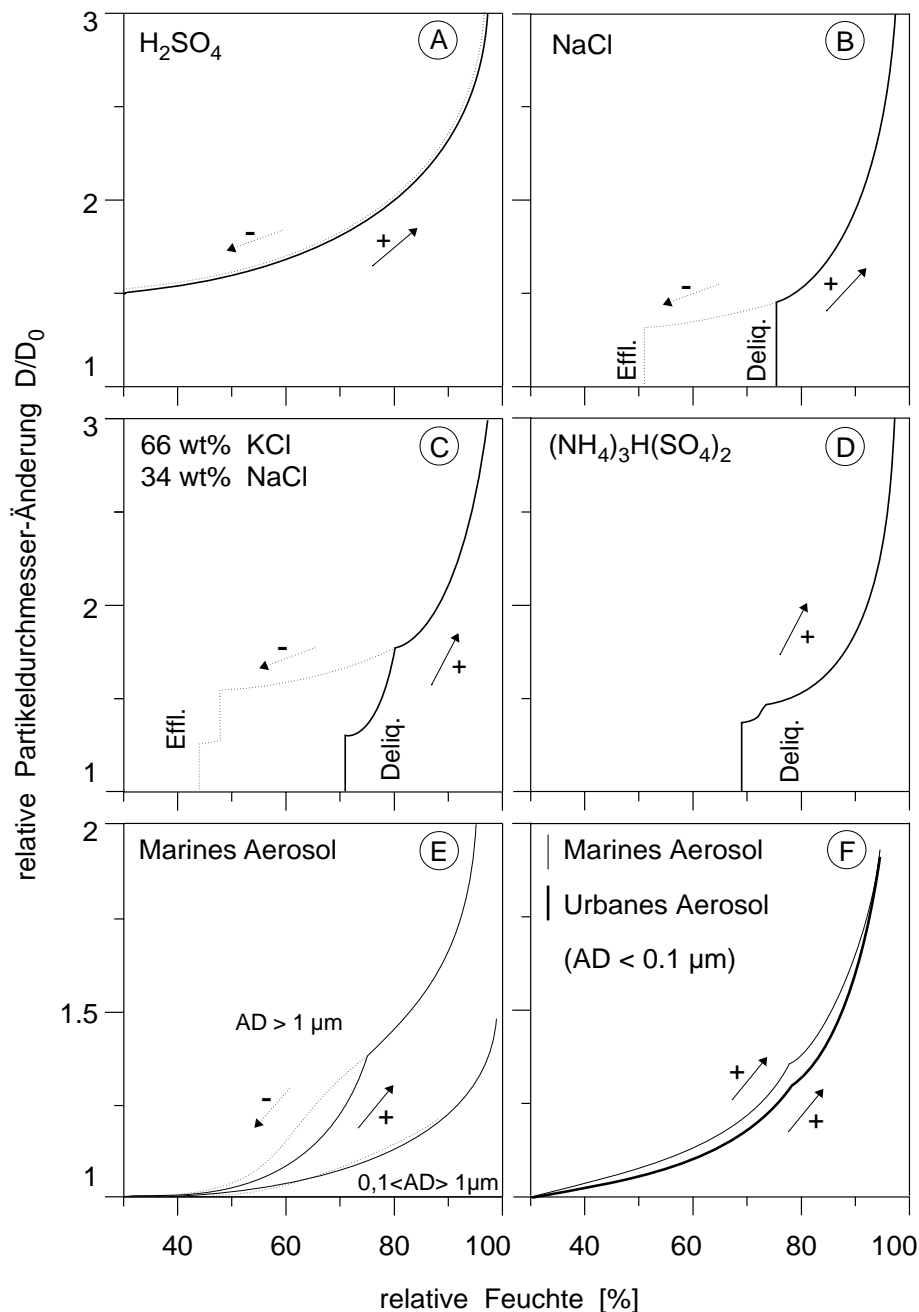 relative Partikeldurchmesser-Änderung D/D₀
3
2
1
H₂SO₄
A
-
+
NaCl
B
-
+
Effl.
Deliq.
3
2
1
66 wt% KCl
34 wt% NaCl
C
-
+
Effl.
Deliq.
(NH₄)₃H(SO₄)₂
D
+
Deliq.
2
1.5
1
Marines Aerosol
E
AD > 1 µm
-
+
0,1<AD> 1µm
40 60 80 100
Marines Aerosol
F
Urbanes Aerosol
(AD < 0.1 µm)
+
+
40 60 80 100
relative Feuchte [%]